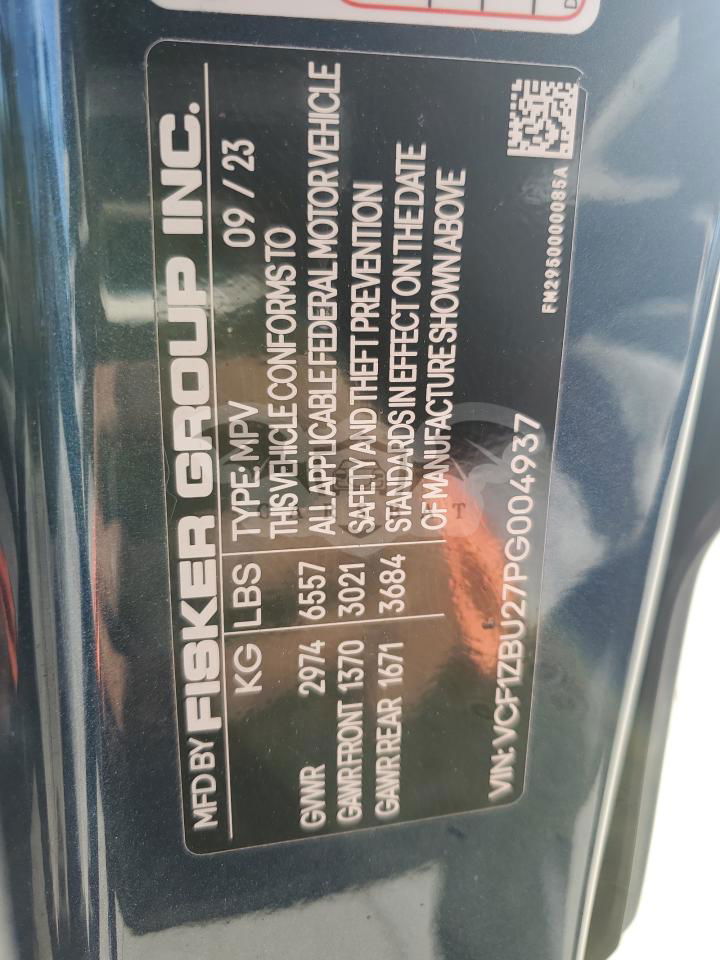 MFD BY FISKER GROUP INC.
KG LBS TYPE: MPV 09 / 23
GVWR 2974 6557 THIS VEHICLE CONFORMS TO
ALL APPLICABLE FEDERAL MOTOR VEHICLE
GAWR FRONT 1370 3021 SAFETY AND THEFT PREVENTION
GAWR REAR 1671 3684 STANDARDS IN EFFECT ON THE DATE
OF MANUFACTURE SHOWN ABOVE
VIN: VCF1ZBU27PG004937
FM29500000085A